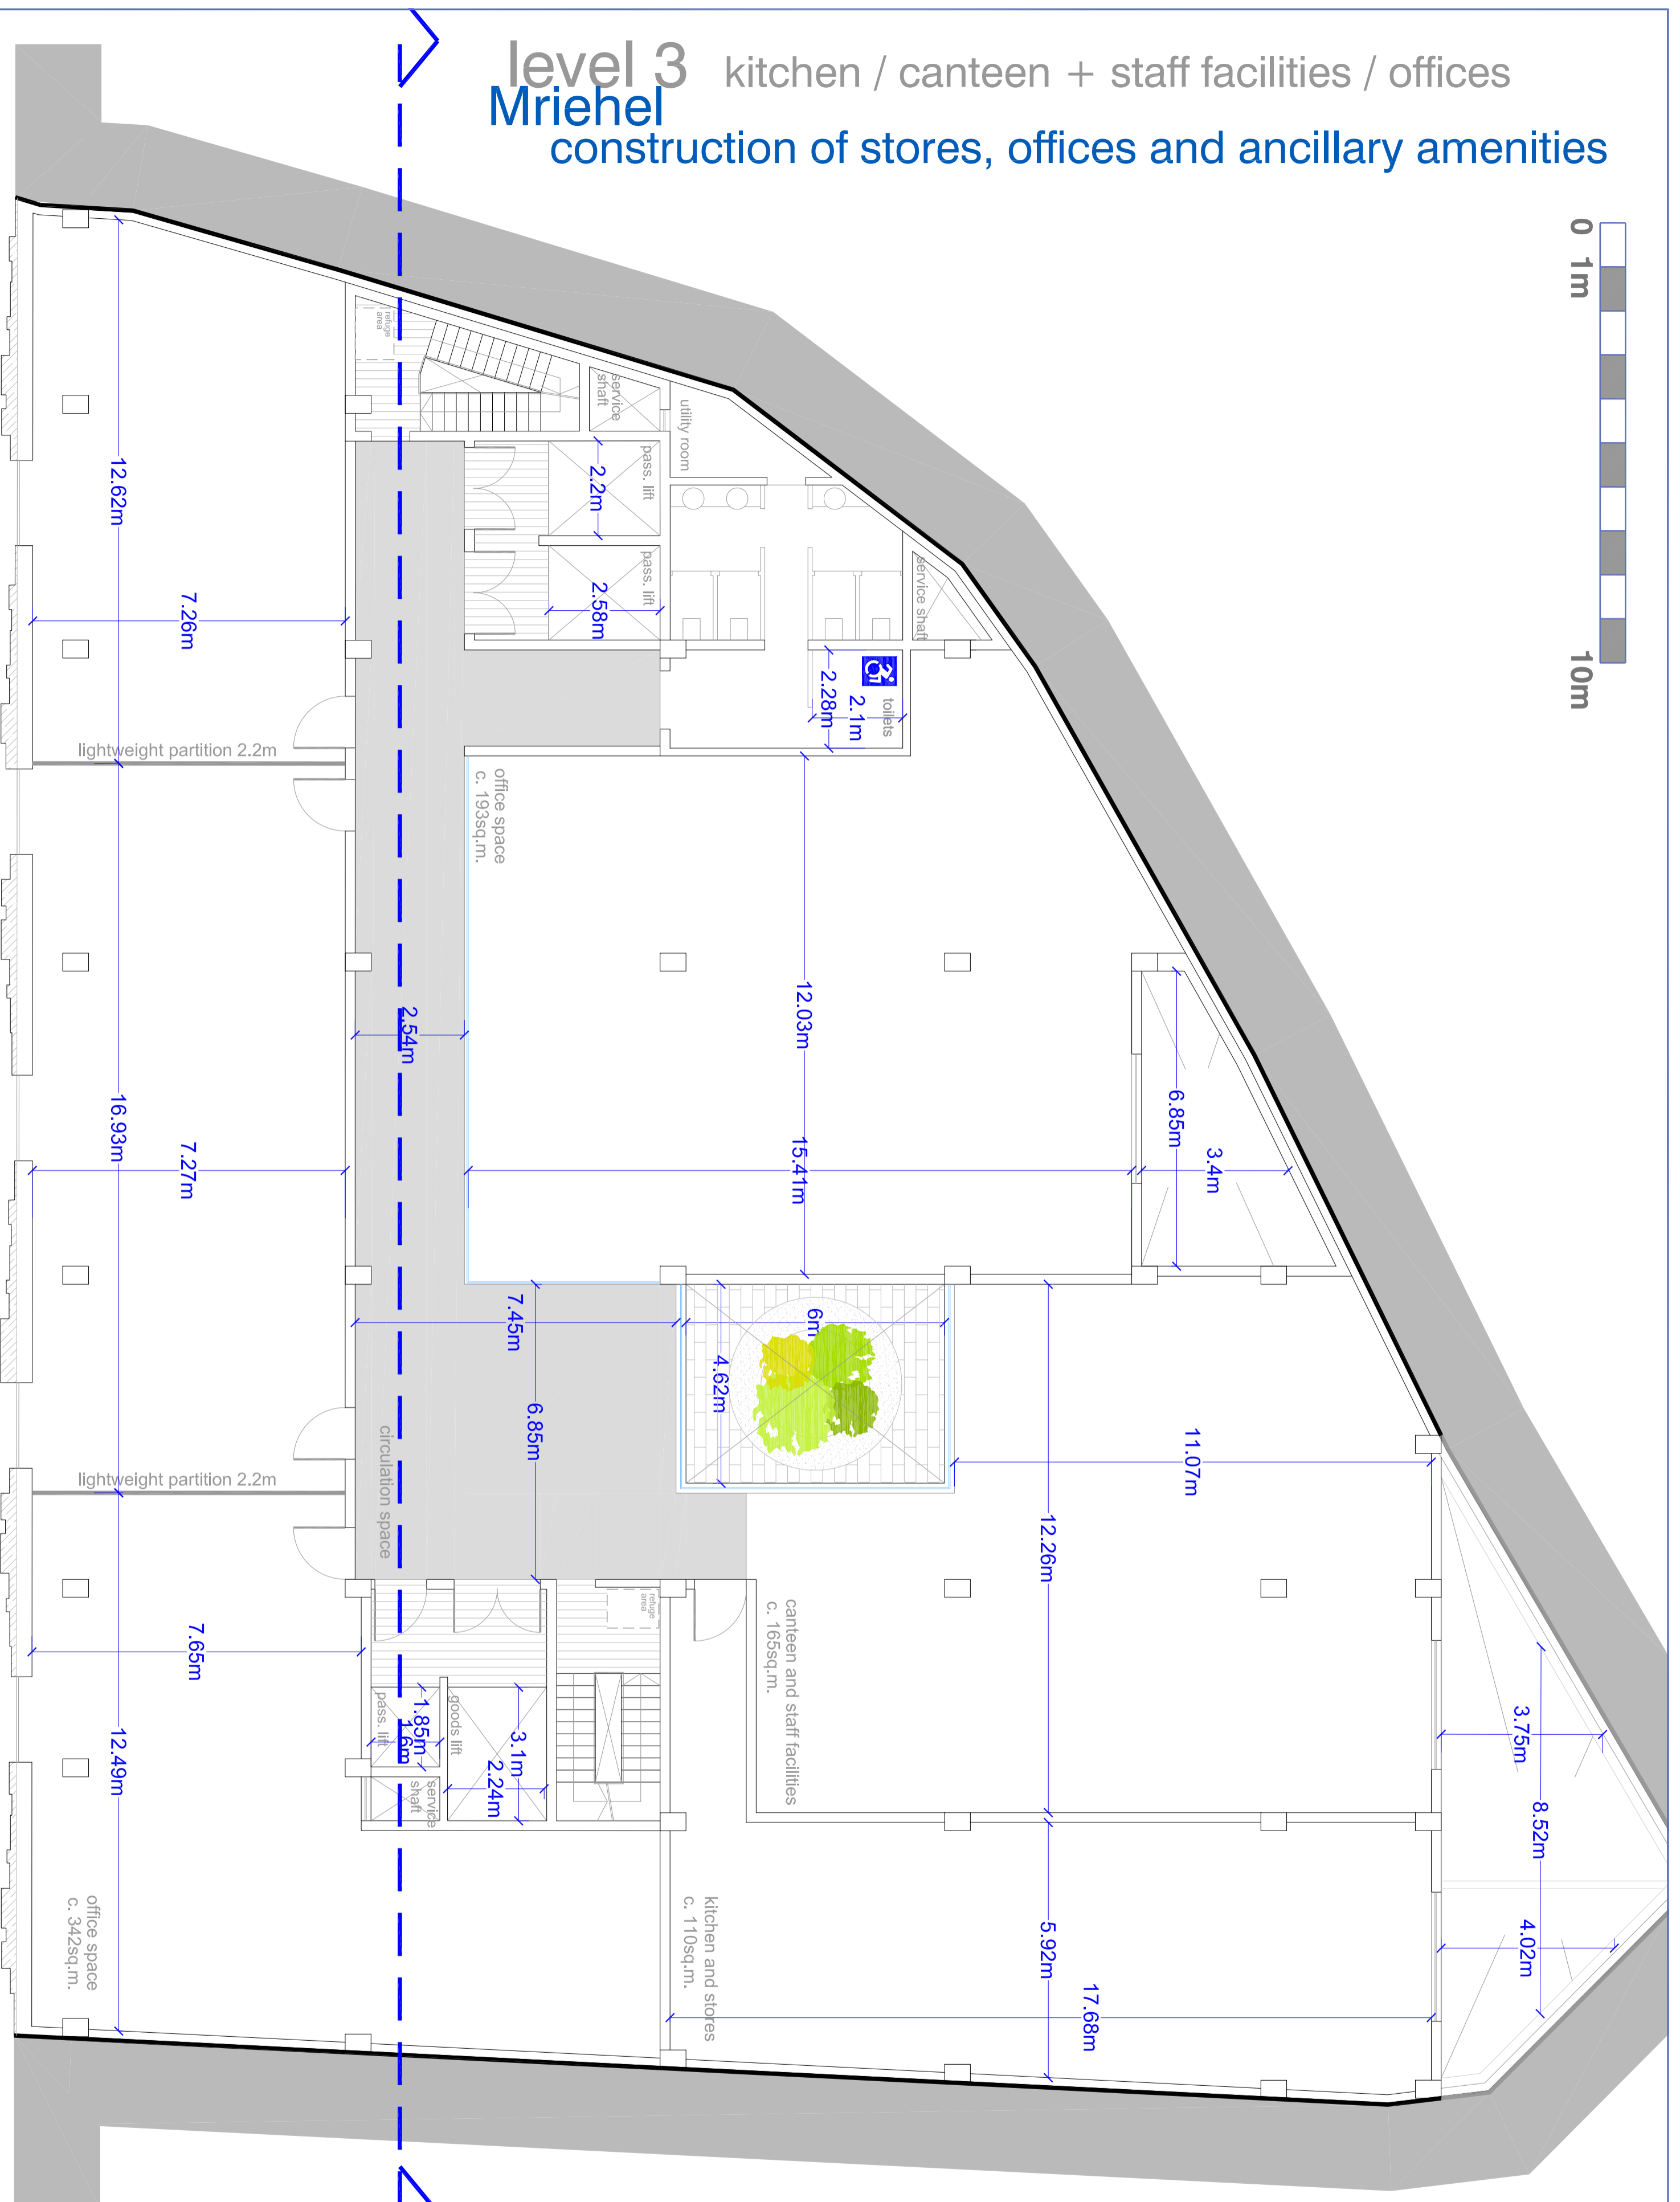 level 3 kitchen / canteen + staff facilities / offices
Mriehel
construction of stores, offices and ancillary amenities
0 1m
10m
refuge
area
service
shaft
utility room
pass. lift
2.2m
pass. lift
2.58m
service shaft
toilets
2.1m
2.28m
12.62m
7.26m
lightweight partition 2.2m
office space
c. 193sq.m.
12.03m
2.54m
15.41m
6.85m
3.4m
16.93m
7.27m
7.45m
6m
4.62m
6.85m
11.07m
12.26m
circulation space
lightweight partition 2.2m
refuge
area
canteen and staff facilities
c. 165sq.m.
7.65m
pass. lift
1.85m
1.6m
goods lift
3.1m
2.24m
service
shaft
3.75m
8.52m
4.02m
12.49m
office space
c. 342sq.m.
kitchen and stores
c. 110sq.m.
5.92m
17.68m